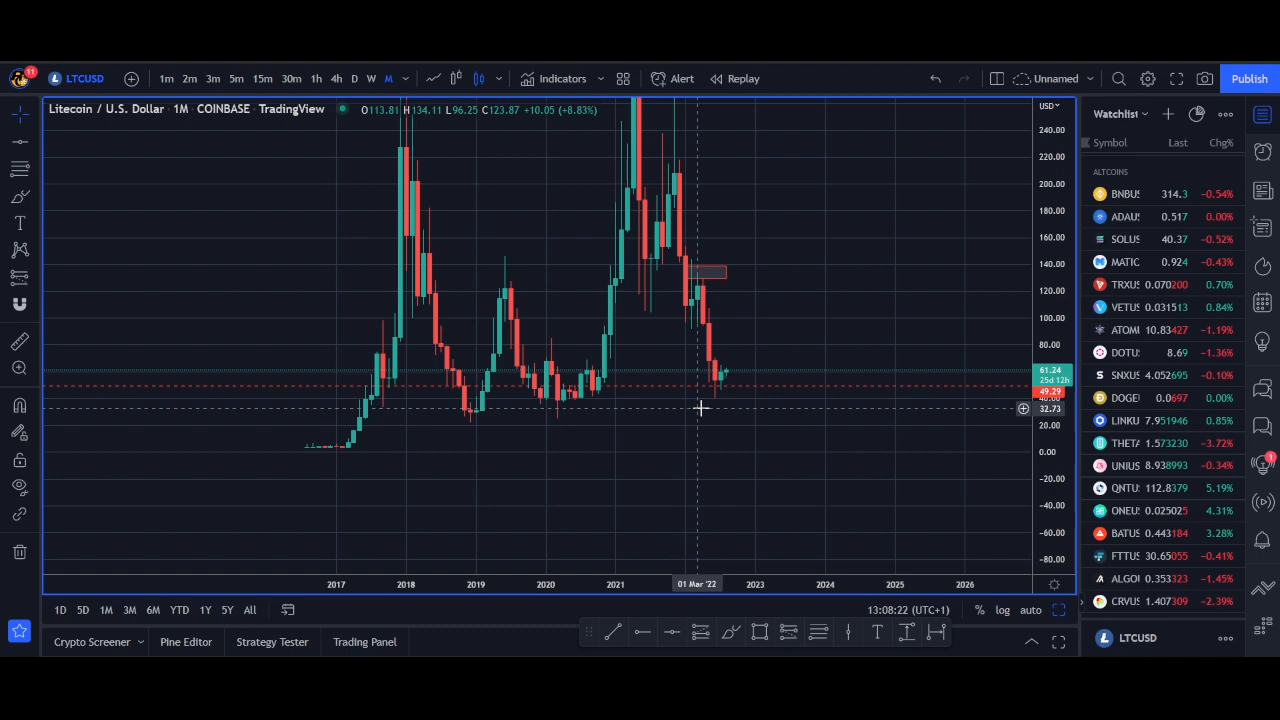 11 LTCUSD 1m 2m 3m 5m 15m 30m 1h 4h D W M Indicators Alert Replay Unnamed Publish
Litecoin / U.S. Dollar · 1M · COINBASE · TradingView O113.81 H134.11 L96.25 C123.87 +10.05 (+8.83%)
USD
240.00
220.00
200.00
180.00
160.00
140.00
120.00
100.00
80.00
61.24
25d 12h
49.29
40.00
32.73
20.00
0.00
-20.00
-40.00
-60.00
-80.00
2017 2018 2019 2020 2021 01 Mar '22 2023 2024 2025 2026
1D 5D 1M 3M 6M YTD 1Y 5Y All 13:08:22 (UTC+1) % log auto
Crypto Screener Pine Editor Strategy Tester Trading Panel
Watchlist
Symbol Last Chg%
ALTCOINS
BNBUS 314.3 −0.54%
ADAUS 0.517 0.00%
SOLUS 40.37 −0.52%
MATIC 0.924 −0.43%
TRXUS 0.070200 0.70%
VETUS 0.031513 0.84%
ATOM 10.83427 −1.19%
DOTU 8.69 −1.36%
SNXUS 4.052695 −0.10%
DOGE 0.0697 0.00%
LINKU 7.951946 0.85%
THETA 1.573230 −3.72%
UNIUS 8.938993 −0.34%
QNTU 112.8379 5.19%
ONEU 0.025025 4.31%
BATUS 0.443184 3.28%
FTTUS 30.65055 −0.41%
ALGO 0.353323 −1.45%
CRVUS 1.407309 −2.39%
LTCUSD
1